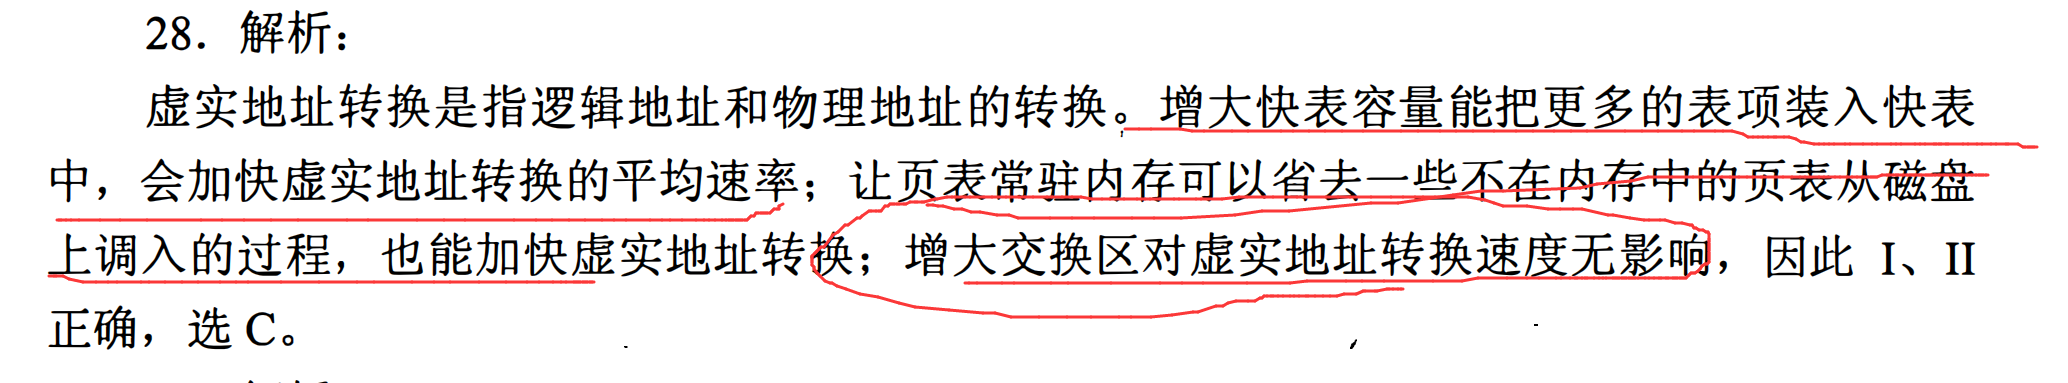 28. 解析：
虚实地址转换是指逻辑地址和物理地址的转换。增大快表容量能把更多的表项装入快表
中，会加快虚实地址转换的平均速率；让页表常驻内存可以省去一些不在内存中的页表从磁盘
上调入的过程，也能加快虚实地址转换；增大交换区对虚实地址转换速度无影响，因此 I、II
正确，选 C。